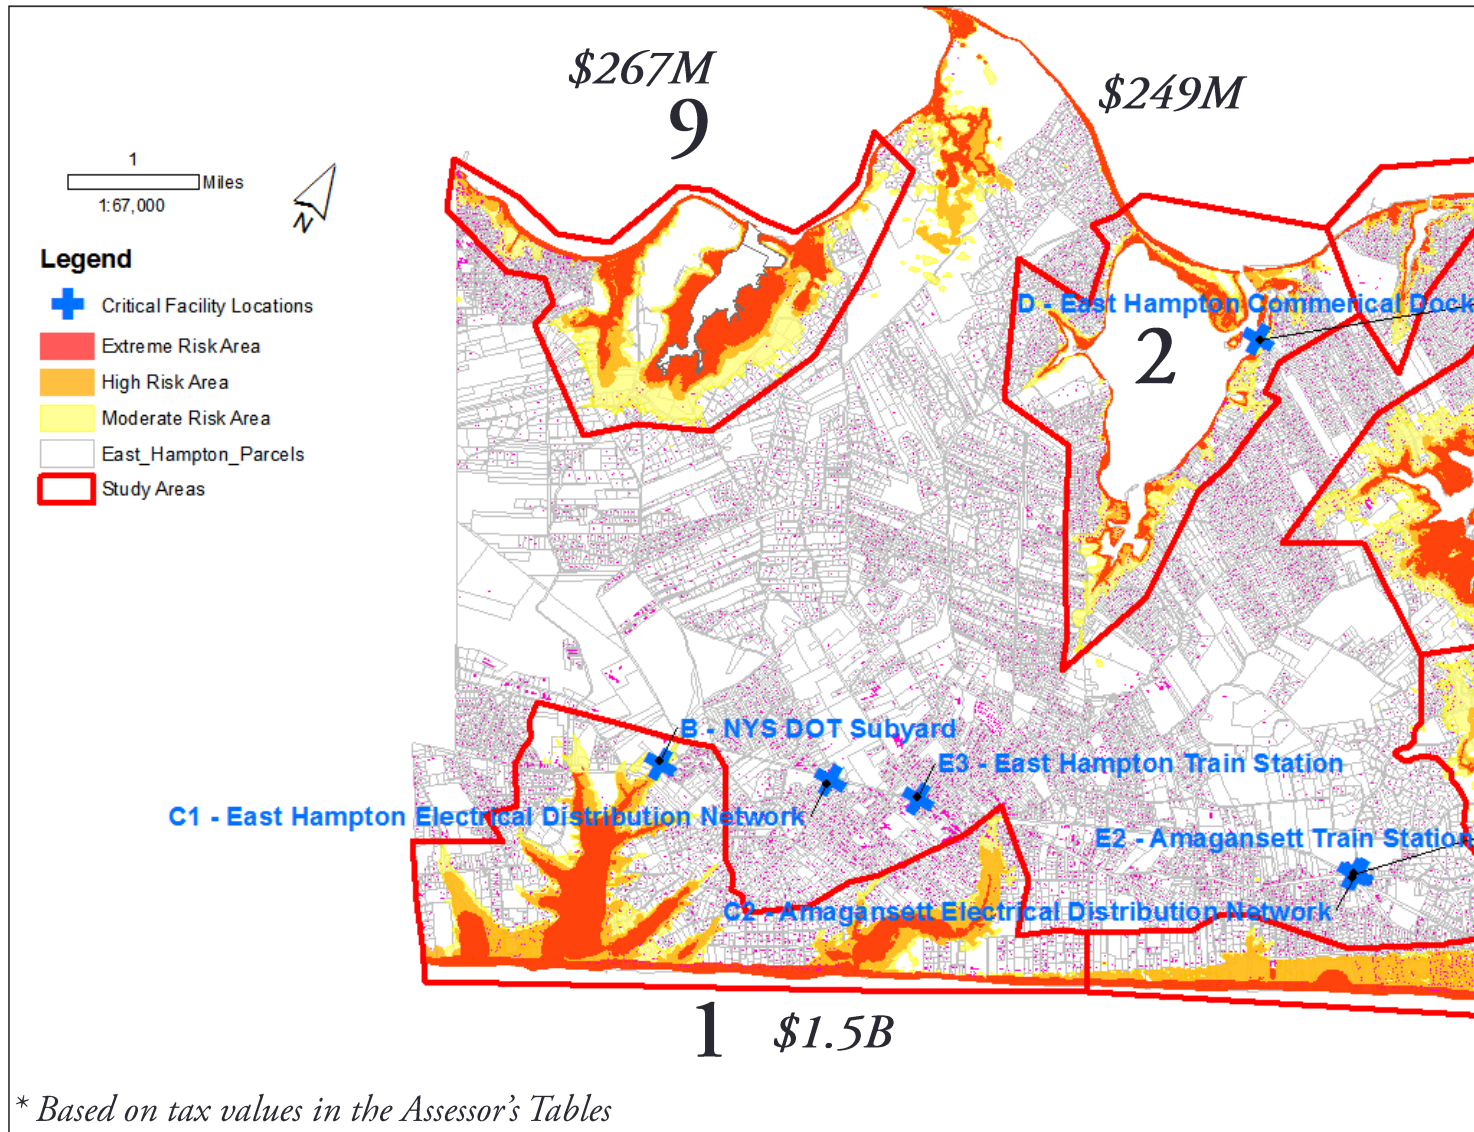 $267M
9
$249M
1
Miles
1:67,000
N
Legend
Critical Facility Locations
Extreme Risk Area
High Risk Area
Moderate Risk Area
East_Hampton_Parcels
Study Areas
D - East Hampton Commerical Dock
2
B - NYS DOT Subyard
E3 - East Hampton Train Station
C1 - East Hampton Electrical Distribution Network
E2 - Amagansett Train Station
C2 - Amagansett Electrical Distribution Network
1 $1.5B
* Based on tax values in the Assessor's Tables